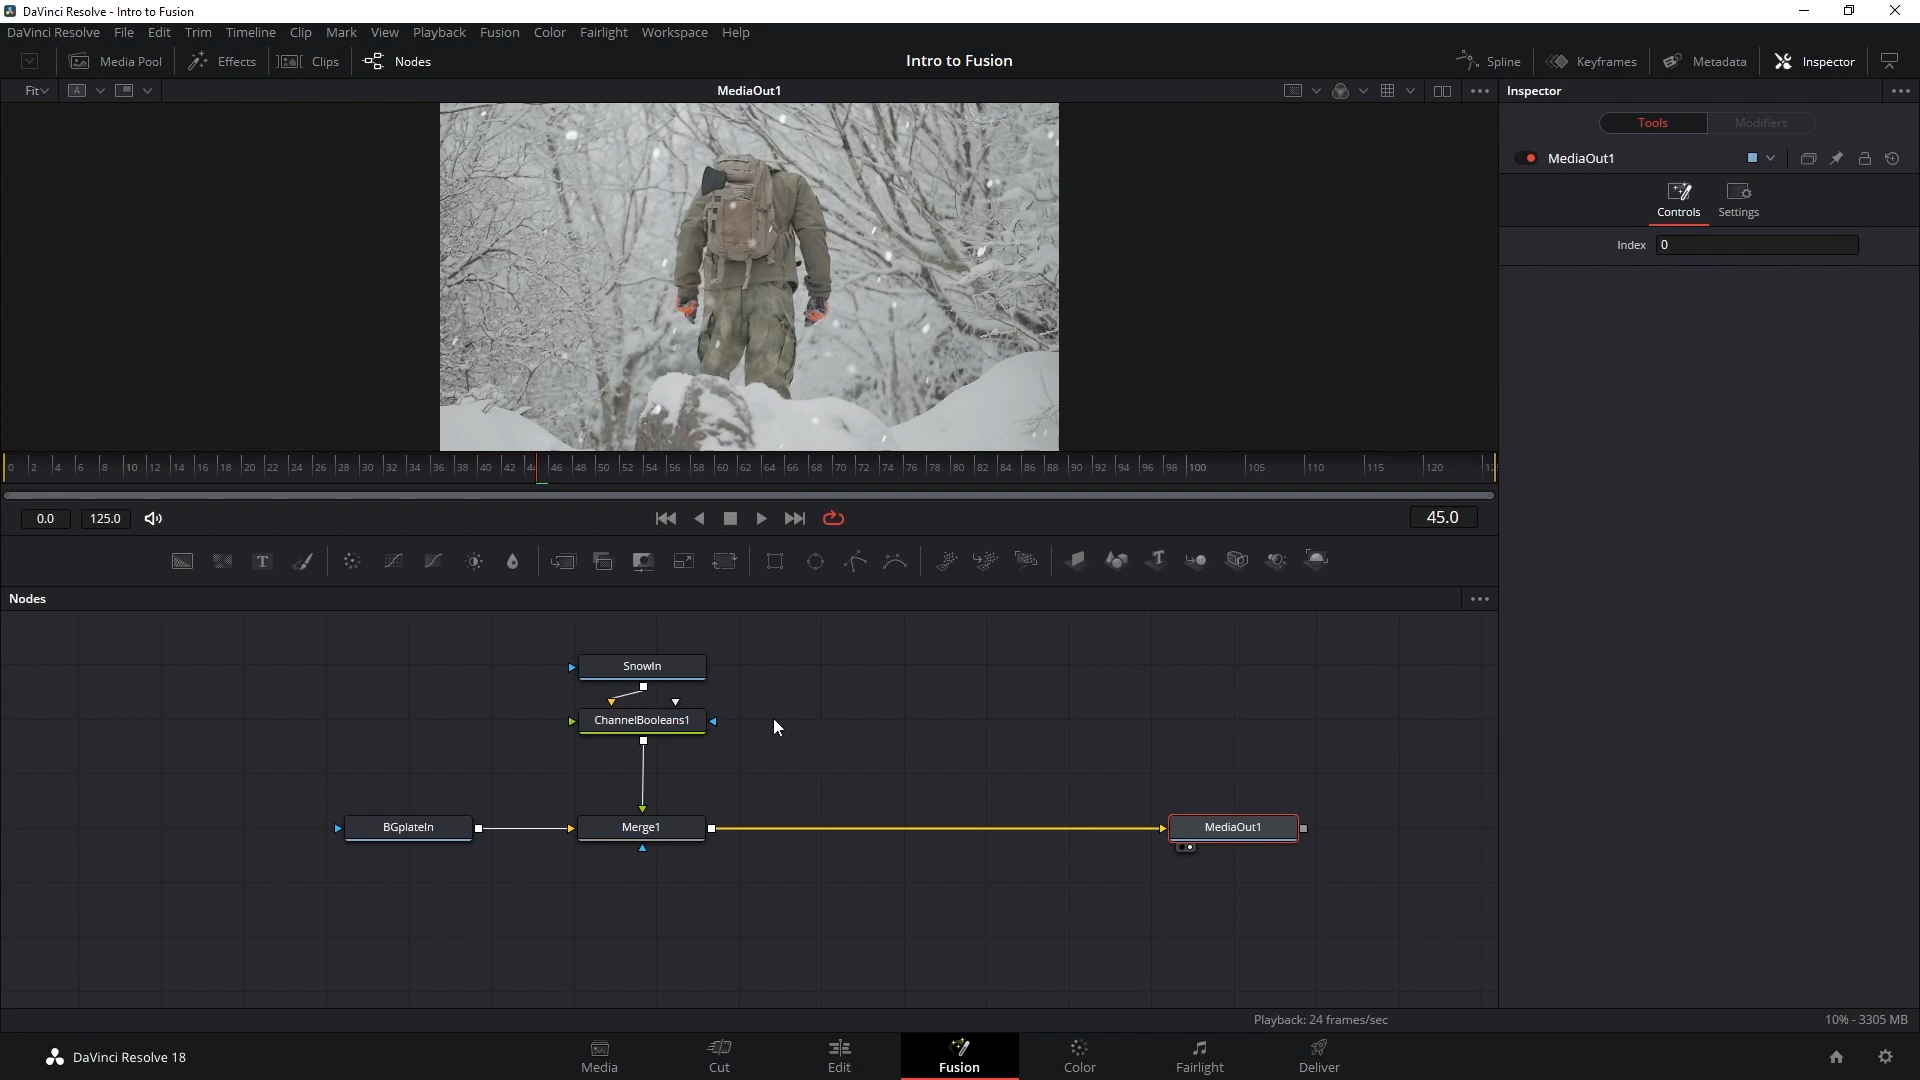 DaVinci Resolve - Intro to Fusion
DaVinci Resolve File Edit Trim Timeline Clip Mark View Playback Fusion Color Fairlight Workspace Help
Media Pool Effects Clips Nodes Intro to Fusion Spline Keyframes Metadata Inspector
Fit A MediaOut1 Inspector
Tools Modifiers
MediaOut1
Controls Settings
Index 0
0 2 4 6 8 10 12 14 16 18 20 22 24 26 28 30 32 34 36 38 40 42 46 48 50 52 54 56 58 60 62 64 66 68 70 72 74 76 78 80 82 84 86 88 90 92 94 96 98 100 105 110 115 120
0.0 125.0 45.0
T T
Nodes
SnowIn
ChannelBooleans1
BGplateIn Merge1 MediaOut1
Playback: 24 frames/sec 10% - 3305 MB
DaVinci Resolve 18 Media Cut Edit Fusion Color Fairlight Deliver